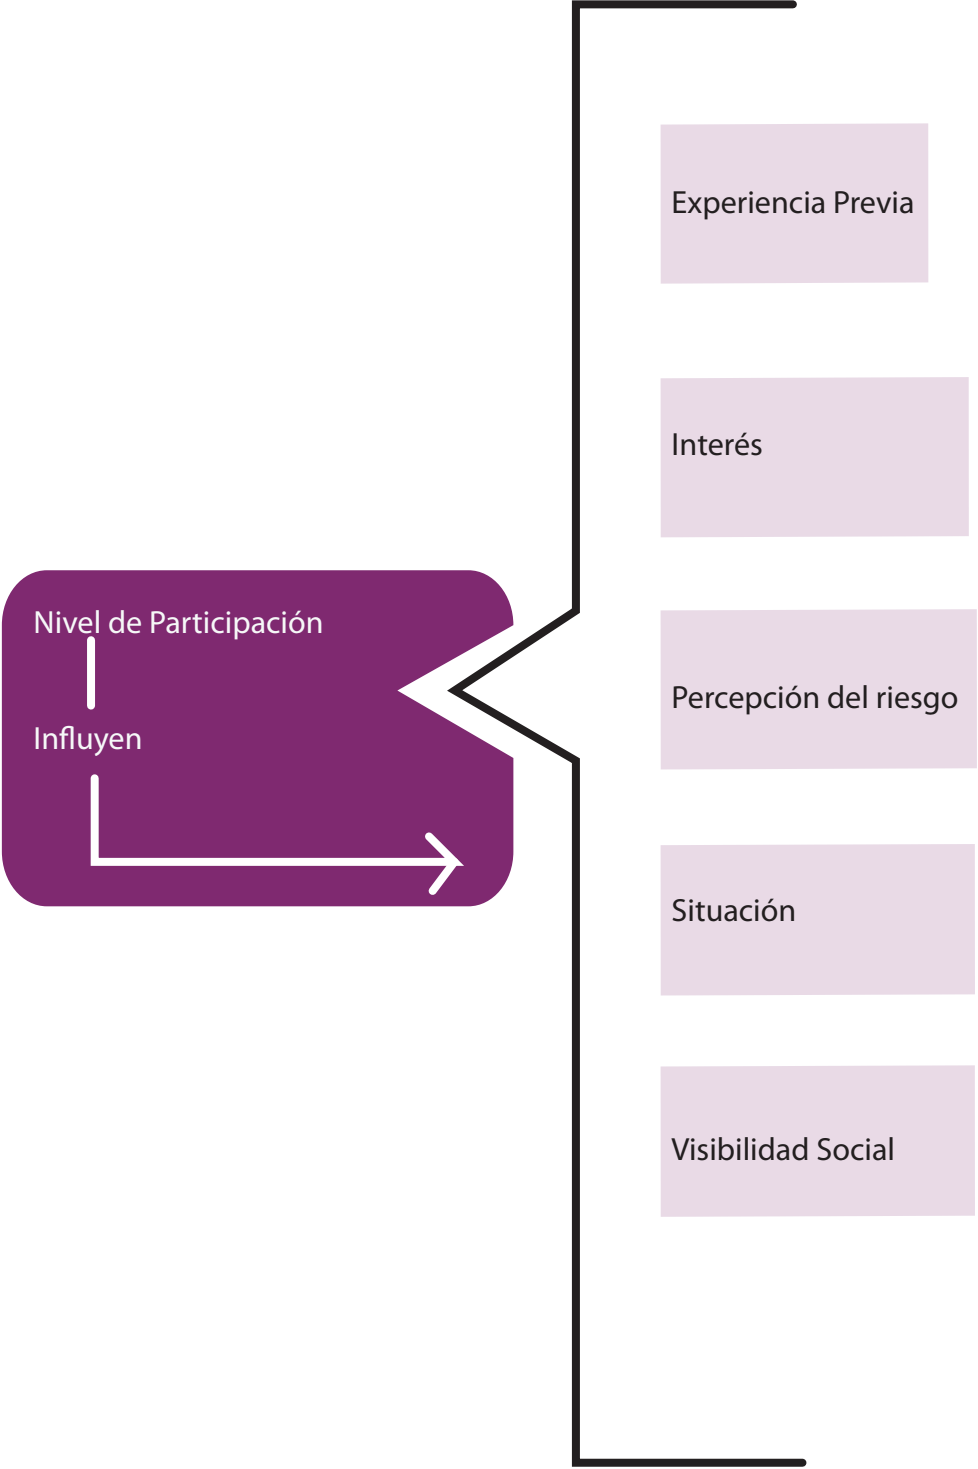 Nivel de Participación
Influyen
Experiencia Previa
Interés
Percepción del riesgo
Situación
Visibilidad Social